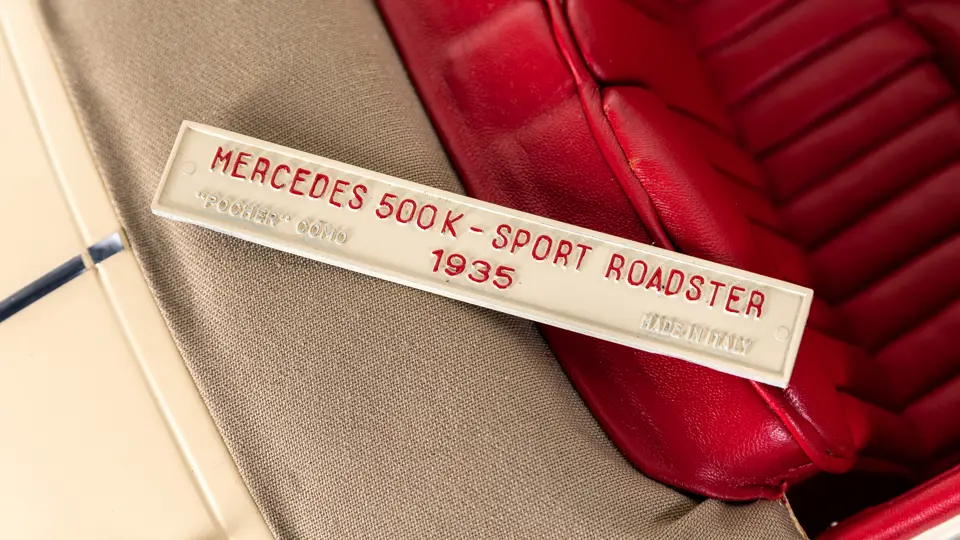 MERCEDES 500K - SPORT ROADSTER
1935
"POCHER" COMO
MADE IN ITALY